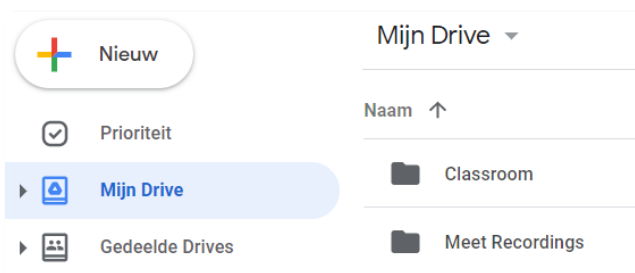 Nieuw
Prioriteit
Mijn Drive
Gedeelde Drives
Mijn Drive
Naam
Classroom
Meet Recordings